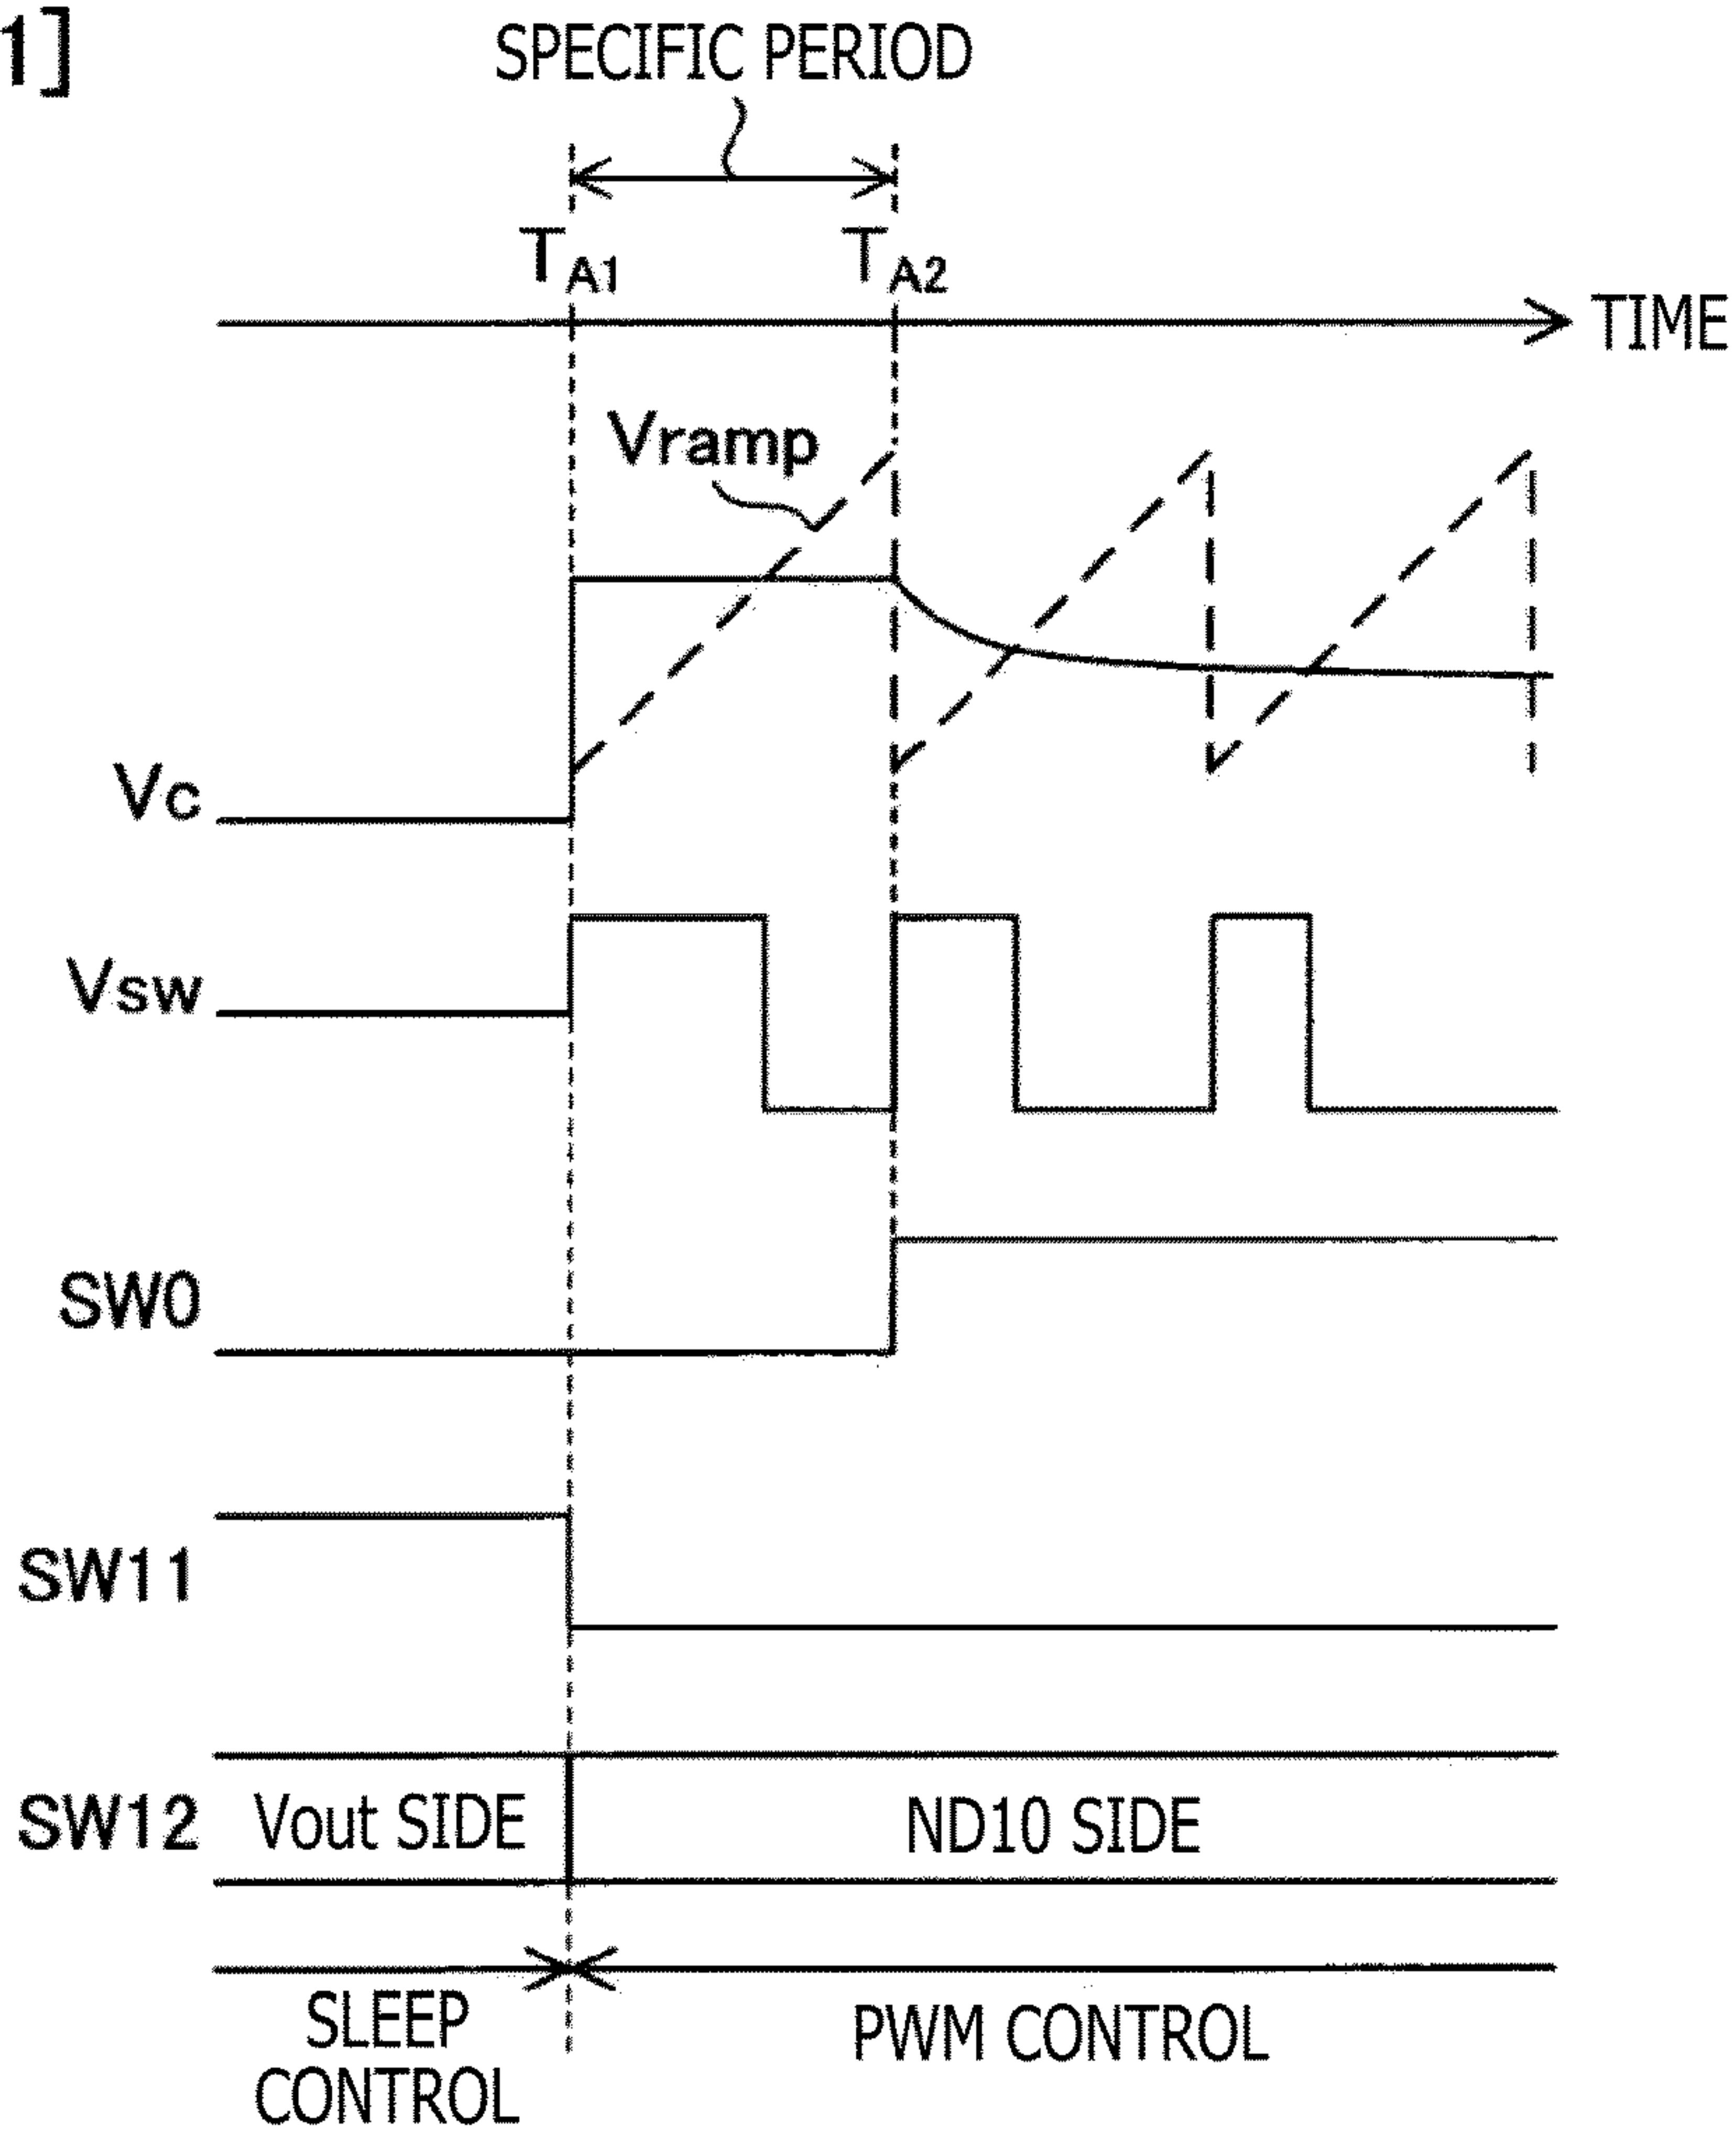 1]
SPECIFIC PERIOD
TA1
TA2
TIME
Vramp
Vc
Vsw
SW0
SW11
SW12
Vout SIDE
ND10 SIDE
SLEEP
CONTROL
PWM CONTROL